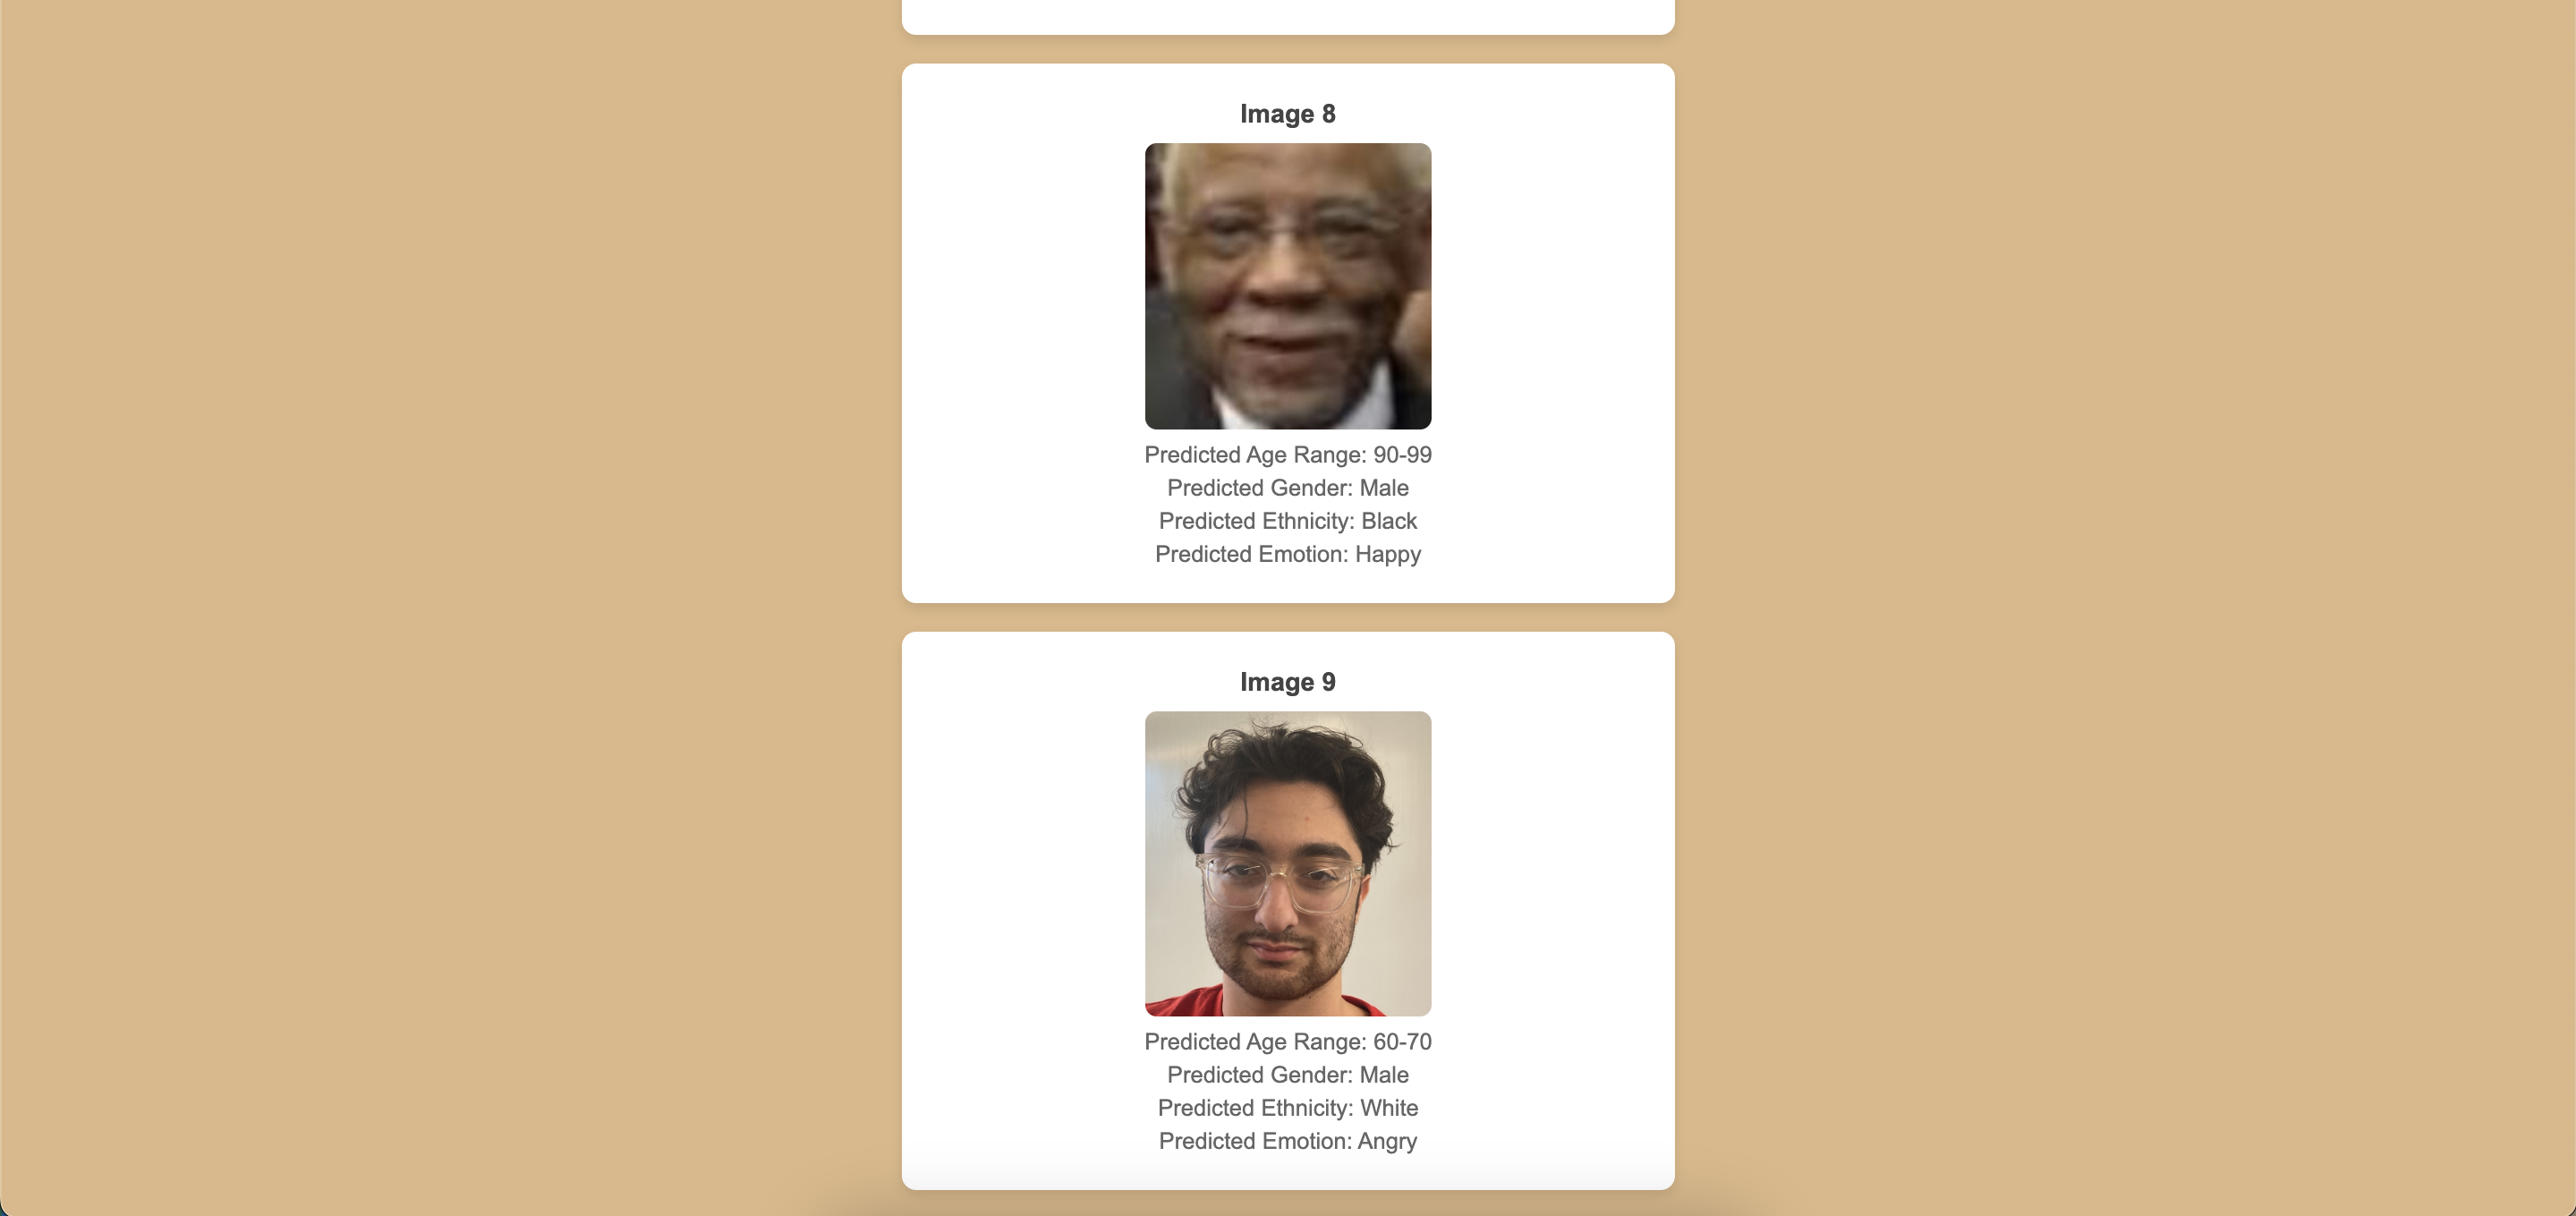 Image 8
Predicted Age Range: 90-99
Predicted Gender: Male
Predicted Ethnicity: Black
Predicted Emotion: Happy
Image 9
Predicted Age Range: 60-70
Predicted Gender: Male
Predicted Ethnicity: White
Predicted Emotion: Angry